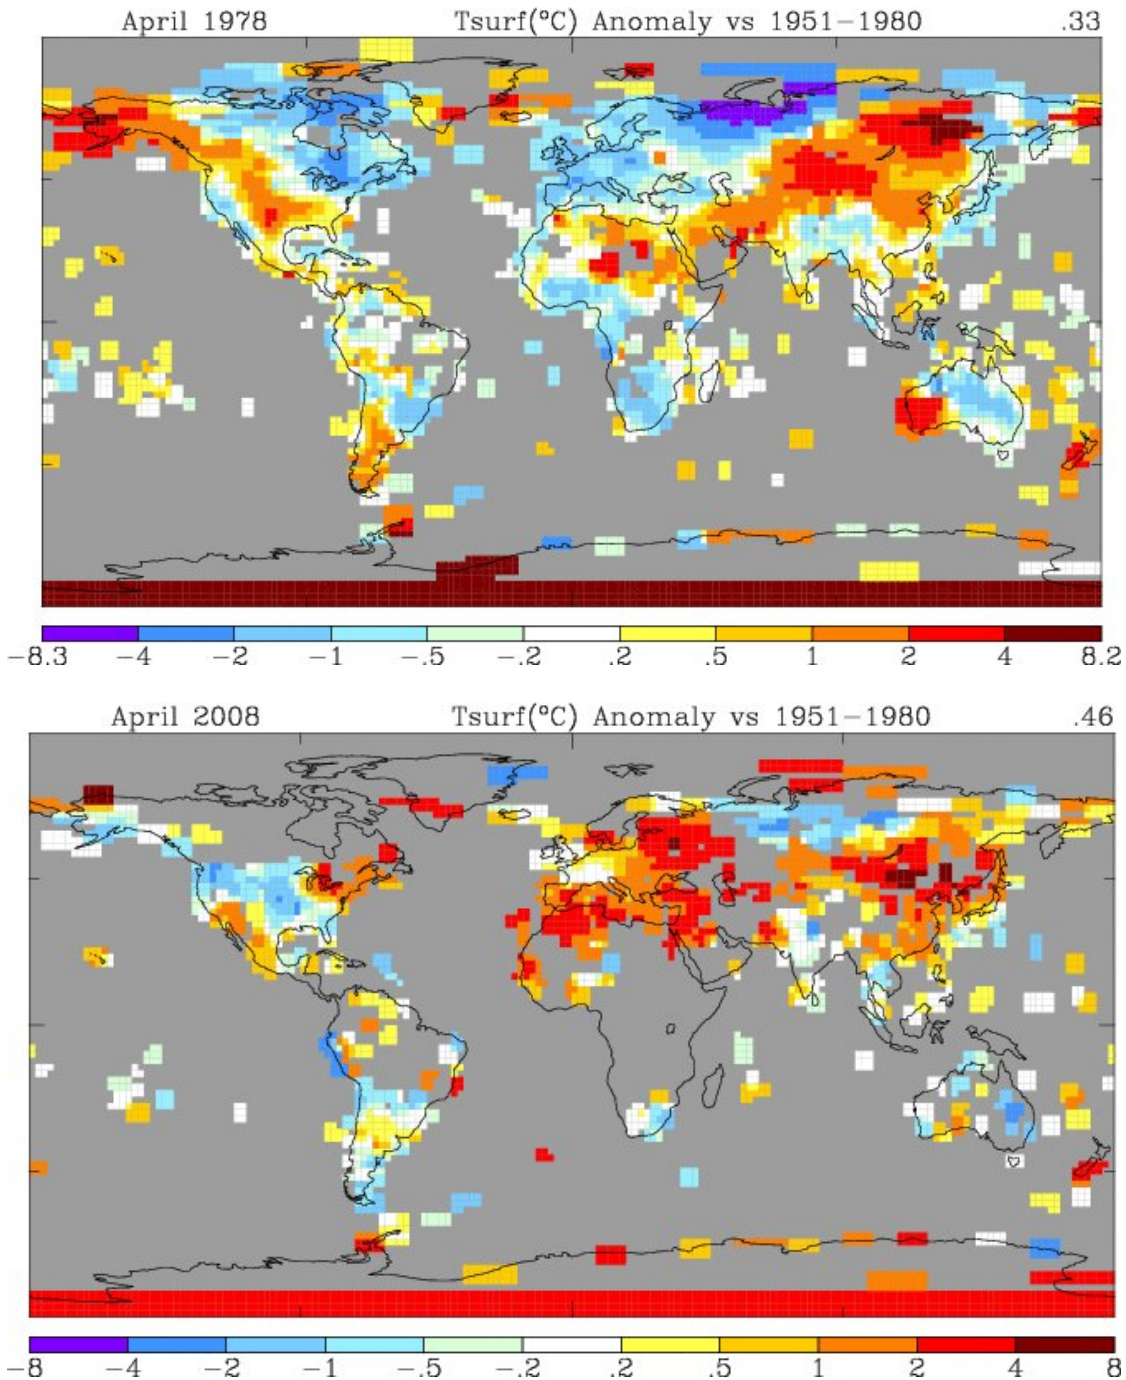 April 1978 Tsurf(°C) Anomaly vs 1951–1980 .33
−8.3 −4 −2 −1 −.5 −.2 .2 .5 1 2 4 8.2
April 2008 Tsurf(°C) Anomaly vs 1951–1980 .46
−8 −4 −2 −1 −.5 −.2 .2 .5 1 2 4 8